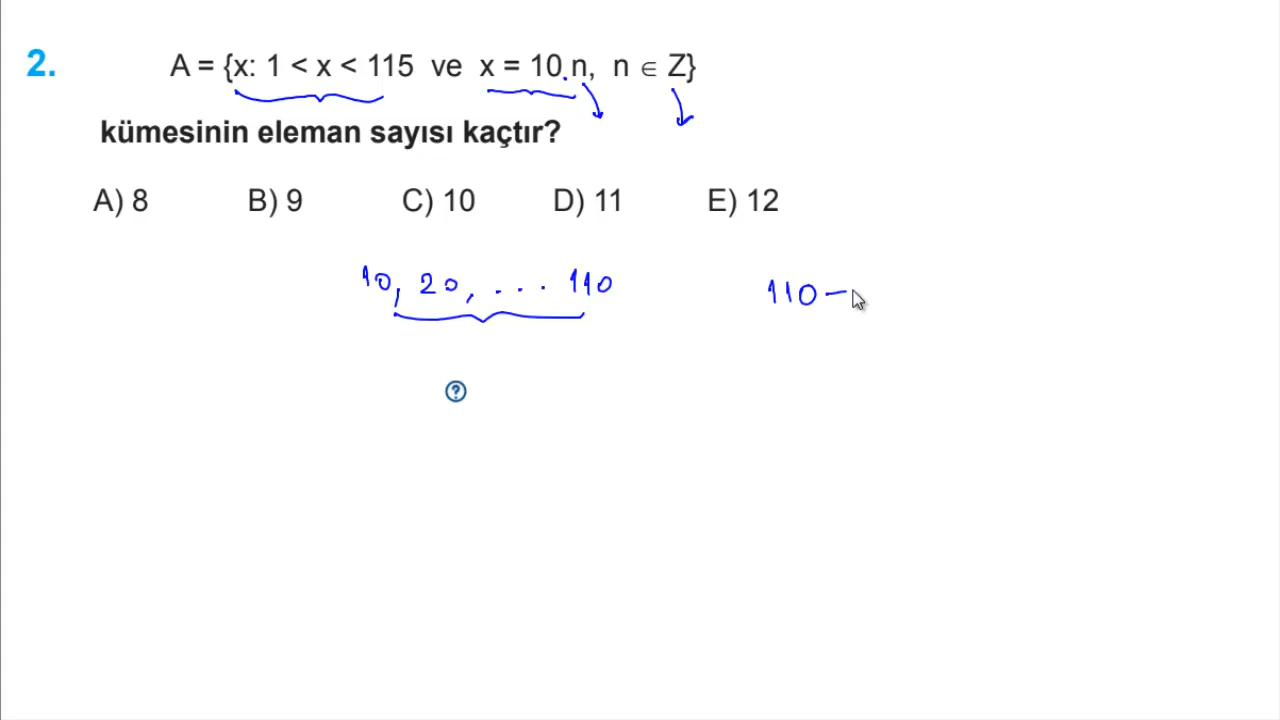 2. A = {x: 1 < x < 115 ve x = 10.n, n ∈ Z}
kümesinin eleman sayısı kaçtır?
A) 8 B) 9 C) 10 D) 11 E) 12
10, 20, ... 110 110 −
?